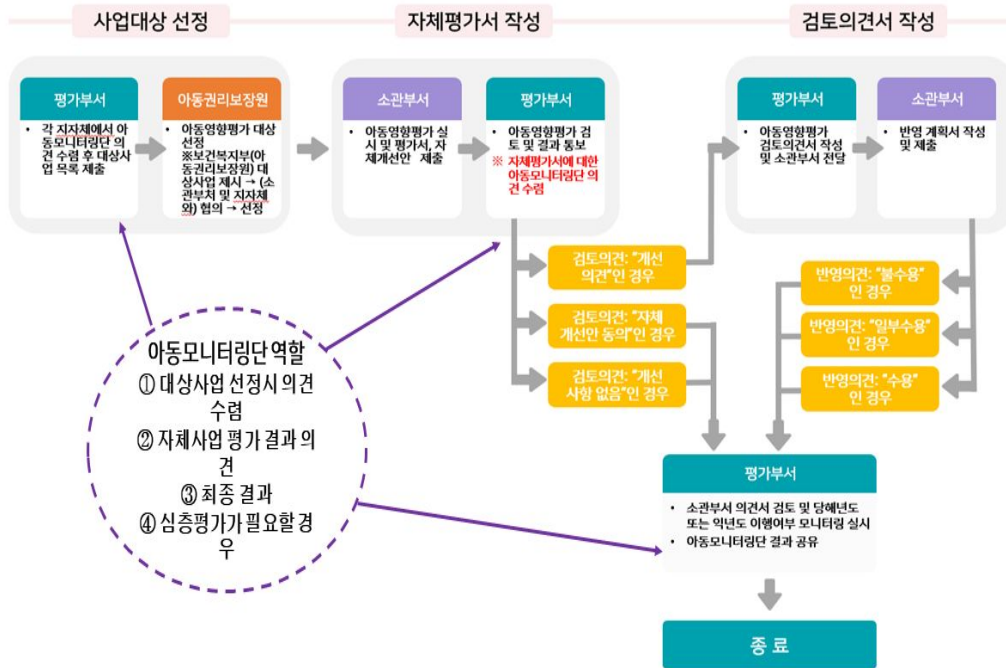 사업대상 선정
자체평가서 작성
검토의견서 작성
평가부서
• 각 지자체에서 아
동모니터링단 의
견 수렴 후 대상사
업 목록 제출
아동권리보장원
• 아동영향평가 대상
선정
※보건복지부(아
동권리보장원) 대
상사업 제시 → (소
관부처 및 지자체
와) 협의 → 선정
소관부서
• 아동영향평가 실
시 및 평가서, 자
체개선안 제출
평가부서
• 아동영향평가 검
토 및 결과 통보
※ 자체평가서에 대한
아동모니터링단 의
견 수렴
평가부서
• 아동영향평가
검토의견서 작성
및 소관부서 전달
소관부서
• 반영 계획서 작성
및 제출
검토의견: "개선
의견"인 경우
검토의견: "자체
개선안 동의"인 경우
검토의견: "개선
사항 없음"인 경우
반영의견: "불수용"
인 경우
반영의견: "일부수용"
인 경우
반영의견: "수용"
인 경우
아동모니터링단 역할
① 대상사업 선정시 의견
수렴
② 자체사업 평가 결과 의
견
③ 최종 결과
④ 심층평가가 필요할 경
우
평가부서
• 소관부서 의견서 검토 및 당해년도
또는 익년도 이행여부 모니터링 실시
• 아동모니터링단 결과 공유
종 료